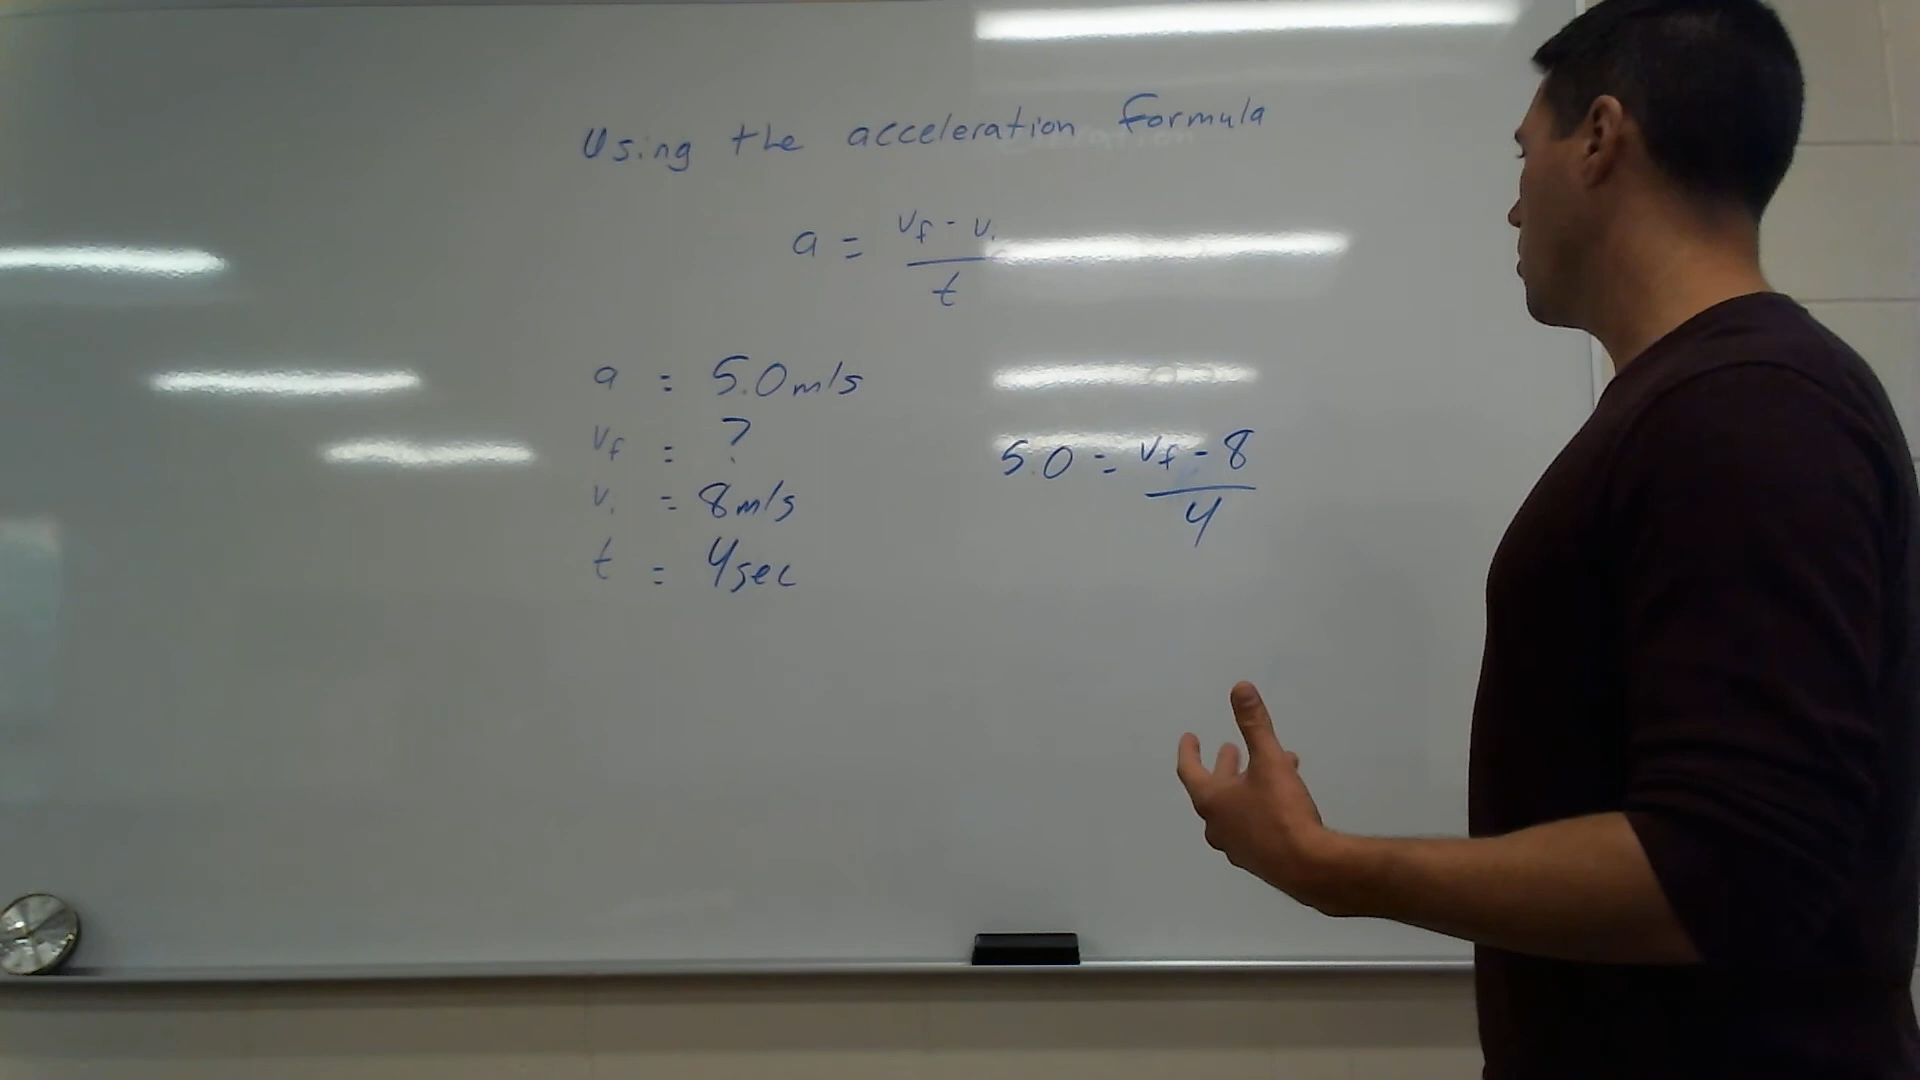 Using the acceleration formula
a = vf - vi
t
a = 5.0m/s
vf = ?
vi = 8m/s
t = 4sec
5.0 = vf - 8
4